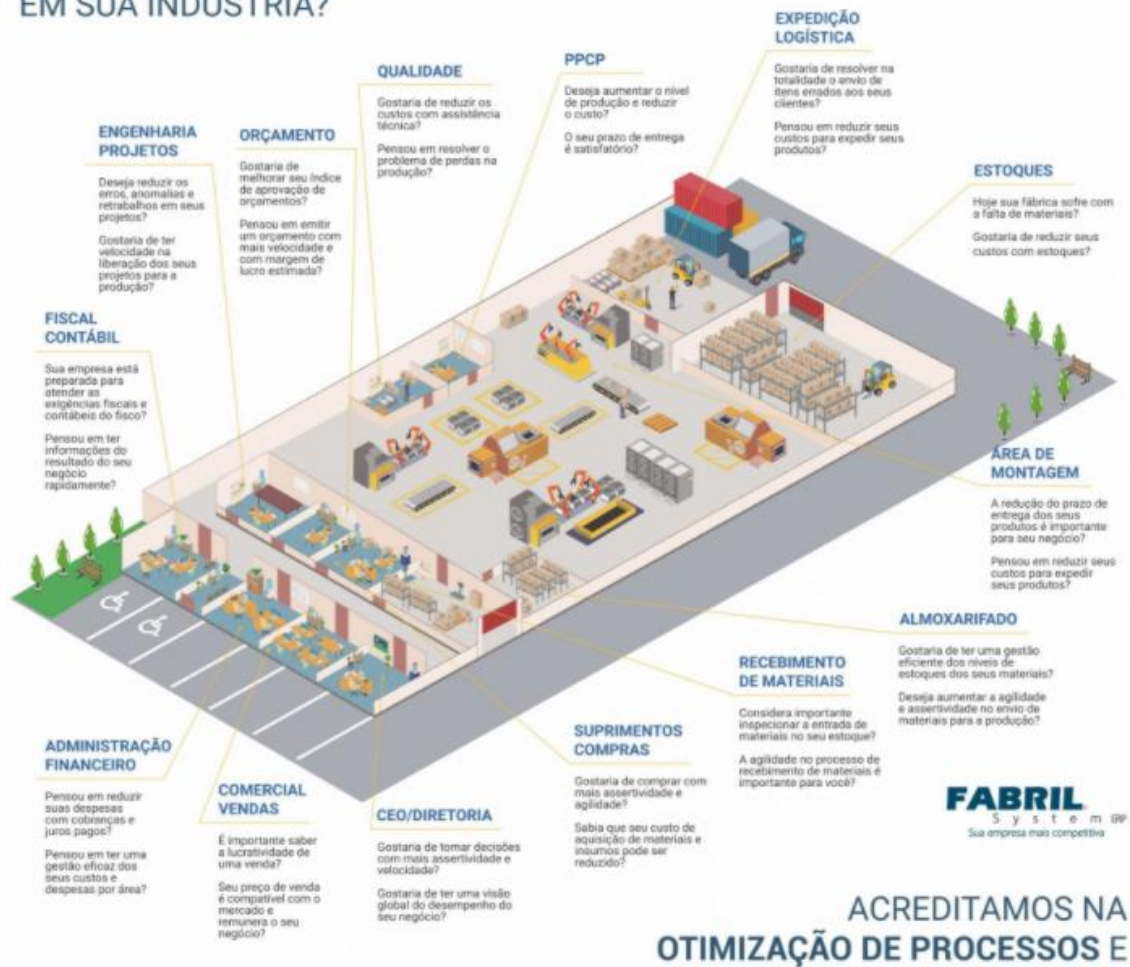 EM SUA INDÚSTRIA?
EXPEDIÇÃO
LOGÍSTICA
Gostaria de resolver na
totalidade o envio de
itens errados aos seus
clientes?
Pensou em reduzir seus
custos para expedir seus
produtos?
PPCP
Deseja aumentar o nível
de produção e reduzir
o custo?
O seu prazo de entrega
é satisfatório?
QUALIDADE
Gostaria de reduzir os
custos com assistência
técnica?
Pensou em resolver o
problema de perdas na
produção?
ORÇAMENTO
Gostaria de
melhorar seu índice
de aprovação de
orçamentos?
Pensou em emitir
um orçamento com
mais velocidade e
com margem de
lucro estimada?
ENGENHARIA
PROJETOS
Deseja reduzir os
erros, anomalias e
retrabalhos em seus
projetos?
Gostaria de ter
velocidade na
liberação dos seus
projetos para a
produção?
ESTOQUES
Hoje sua fábrica sofre com
a falta de materiais?
Gostaria de reduzir seus
custos com estoques?
FISCAL
CONTÁBIL
Sua empresa está
preparada para
atender as
exigências fiscais e
contábeis do fisco?
Pensou em ter
informações do
resultado do seu
negócio
rapidamente?
ÁREA DE
MONTAGEM
A redução do prazo de
entrega dos seus
produtos é importante
para seu negócio?
Pensou em reduzir seus
custos para expedir
seus produtos?
ALMOXARIFADO
Gostaria de ter uma gestão
eficiente dos níveis de
estoques dos seus materiais?
Deseja aumentar a agilidade
e assertividade no envio de
materiais para a produção?
RECEBIMENTO
DE MATERIAIS
Considera importante
inspecionar a entrada de
materiais no seu estoque?
A agilidade no processo de
recebimento de materiais é
importante para você?
SUPRIMENTOS
COMPRAS
Gostaria de comprar com
mais assertividade e
agilidade?
Sabia que seu custo de
aquisição de materiais e
insumos pode ser
reduzido?
CEO/DIRETORIA
Gostaria de tomar decisões
com mais assertividade e
velocidade?
Gostaria de ter uma visão
global do desempenho do
seu negócio?
COMERCIAL
VENDAS
É importante saber
a lucratividade de
uma venda?
Seu preço de venda
é compatível com o
mercado e
remunera o seu
negócio?
ADMINISTRAÇÃO
FINANCEIRO
Pensou em reduzir
suas despesas
com cobranças e
juros pagos?
Pensou em ter uma
gestão eficaz dos
seus custos e
despesas por área?
FABRIL
System ERP
Sua empresa mais competitiva
ACREDITAMOS NA
OTIMIZAÇÃO DE PROCESSOS E